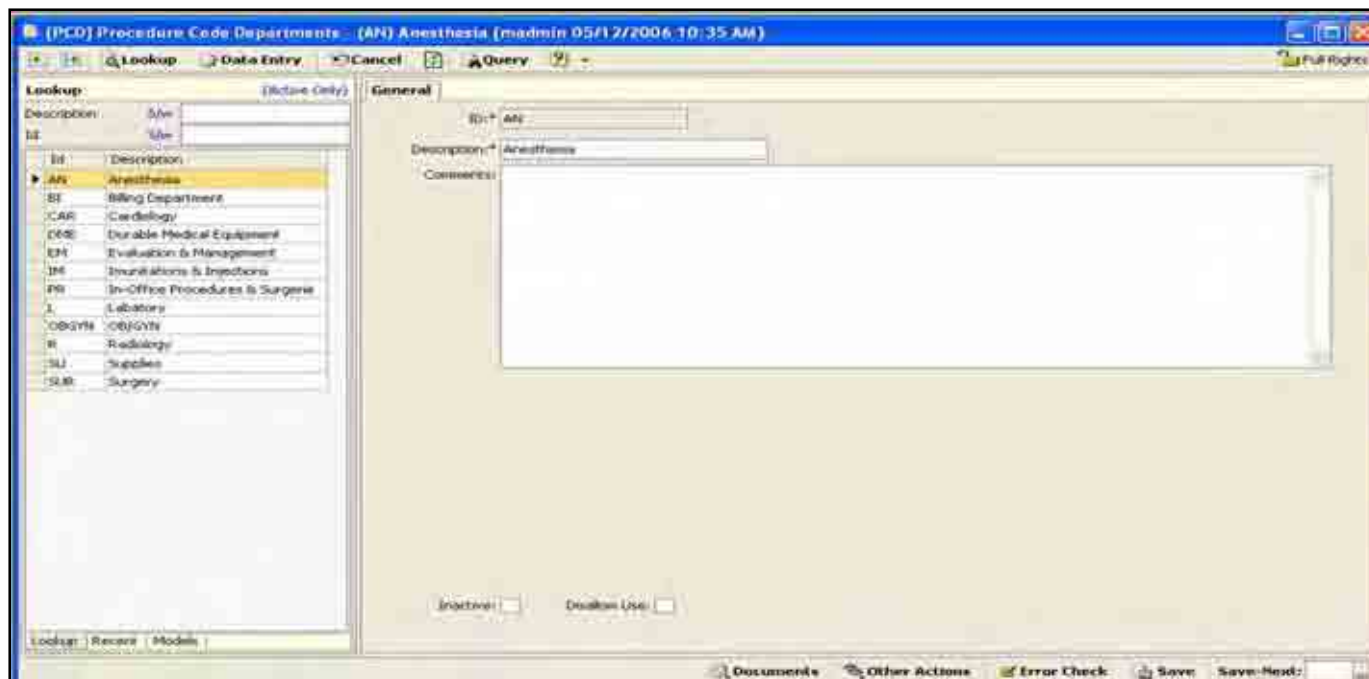 (PCD) Procedure Code Departments - (AN) Anesthesia (madmin 05/12/2006 10:35 AM)
Lookup Data Entry Cancel Query Full Rights
Lookup (Active Only)
Description
Id
Id Description
AN Anesthesia
BI Billing Department
CAR Cardiology
DME Durable Medical Equipment
EM Evaluation & Management
IM & Injections
PR In-Office Procedures & Surgerie
L Labatory
OBGYN OB/GYN
R Radiology
SU Supplies
SUR Surgery
Lookup Recent Models
General
ID:* AN
Description:* Anesthesia
Comments:
Inactive: Disallow Use:
Documents Other Actions Error Check Save Save-Next: